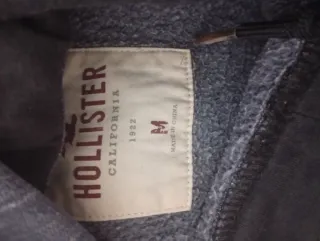 HOLLISTER
CALIFORNIA
1922
M
MADE IN CHINA